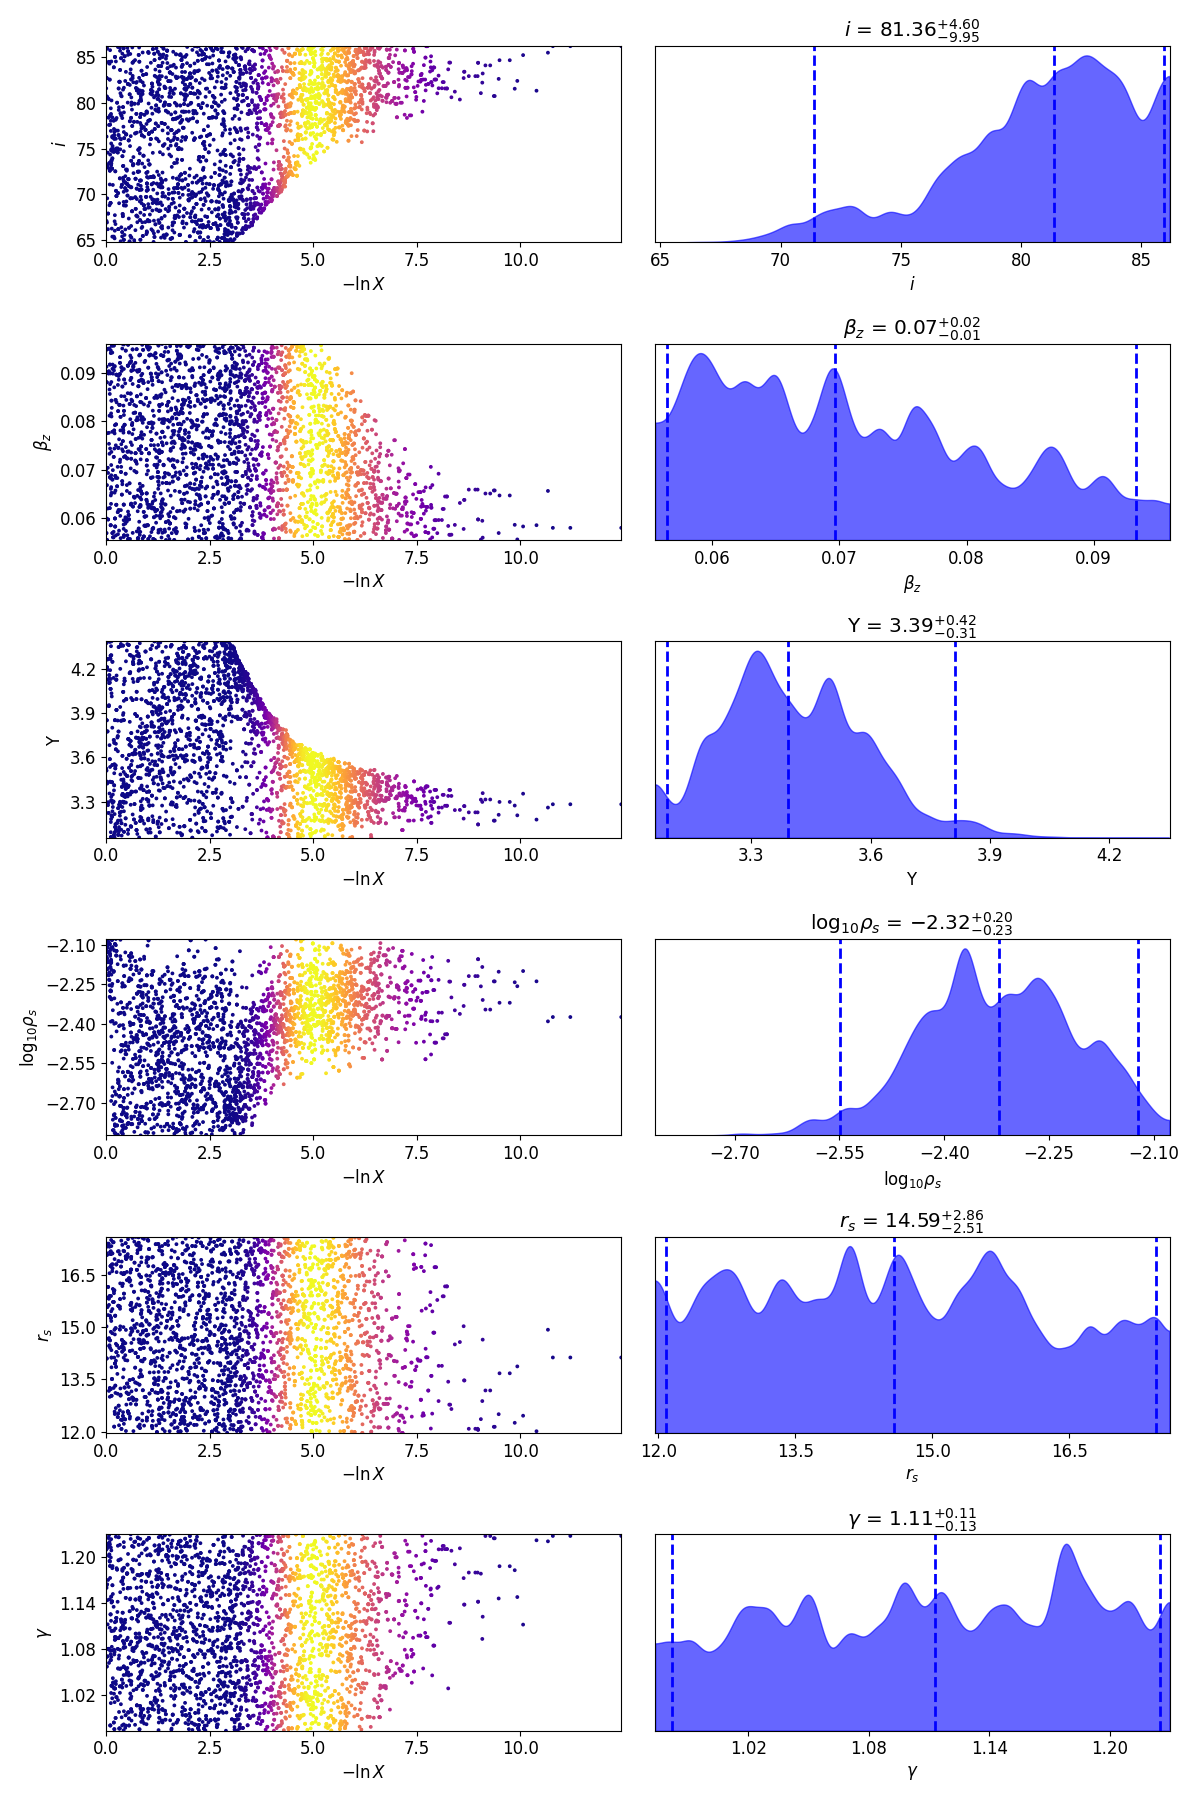 i = 81.36+4.60 −9.95
85
80
75
70
65
i
0.0 2.5 5.0 7.5 10.0
−ln X
65 70 75 80 85
i
βz = 0.07+0.02 −0.01
0.09
0.08
0.07
0.06
βz
0.0 2.5 5.0 7.5 10.0
−ln X
0.06 0.07 0.08 0.09
βz
Y = 3.39+0.42 −0.31
4.2
3.9
3.6
3.3
Y
0.0 2.5 5.0 7.5 10.0
−ln X
3.3 3.6 3.9 4.2
Y
log10ρs = −2.32+0.20 −0.23
−2.10
−2.25
−2.40
−2.55
−2.70
log10ρs
0.0 2.5 5.0 7.5 10.0
−ln X
−2.70 −2.55 −2.40 −2.25 −2.10
log10ρs
rs = 14.59+2.86 −2.51
16.5
15.0
13.5
12.0
rs
0.0 2.5 5.0 7.5 10.0
−ln X
12.0 13.5 15.0 16.5
rs
γ = 1.11+0.11 −0.13
1.20
1.14
1.08
1.02
γ
0.0 2.5 5.0 7.5 10.0
−ln X
1.02 1.08 1.14 1.20
γ